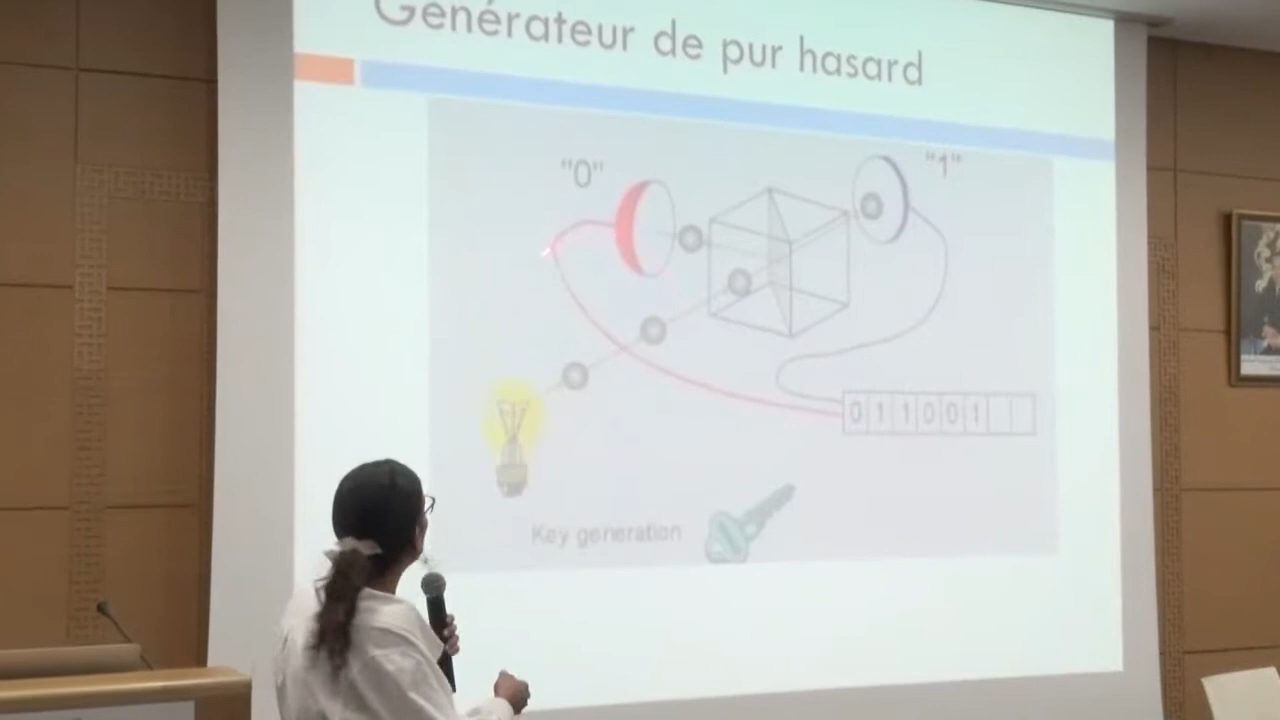 Générateur de pur hasard
"0"
"1"
0 1 1 0 0 1
Key generation